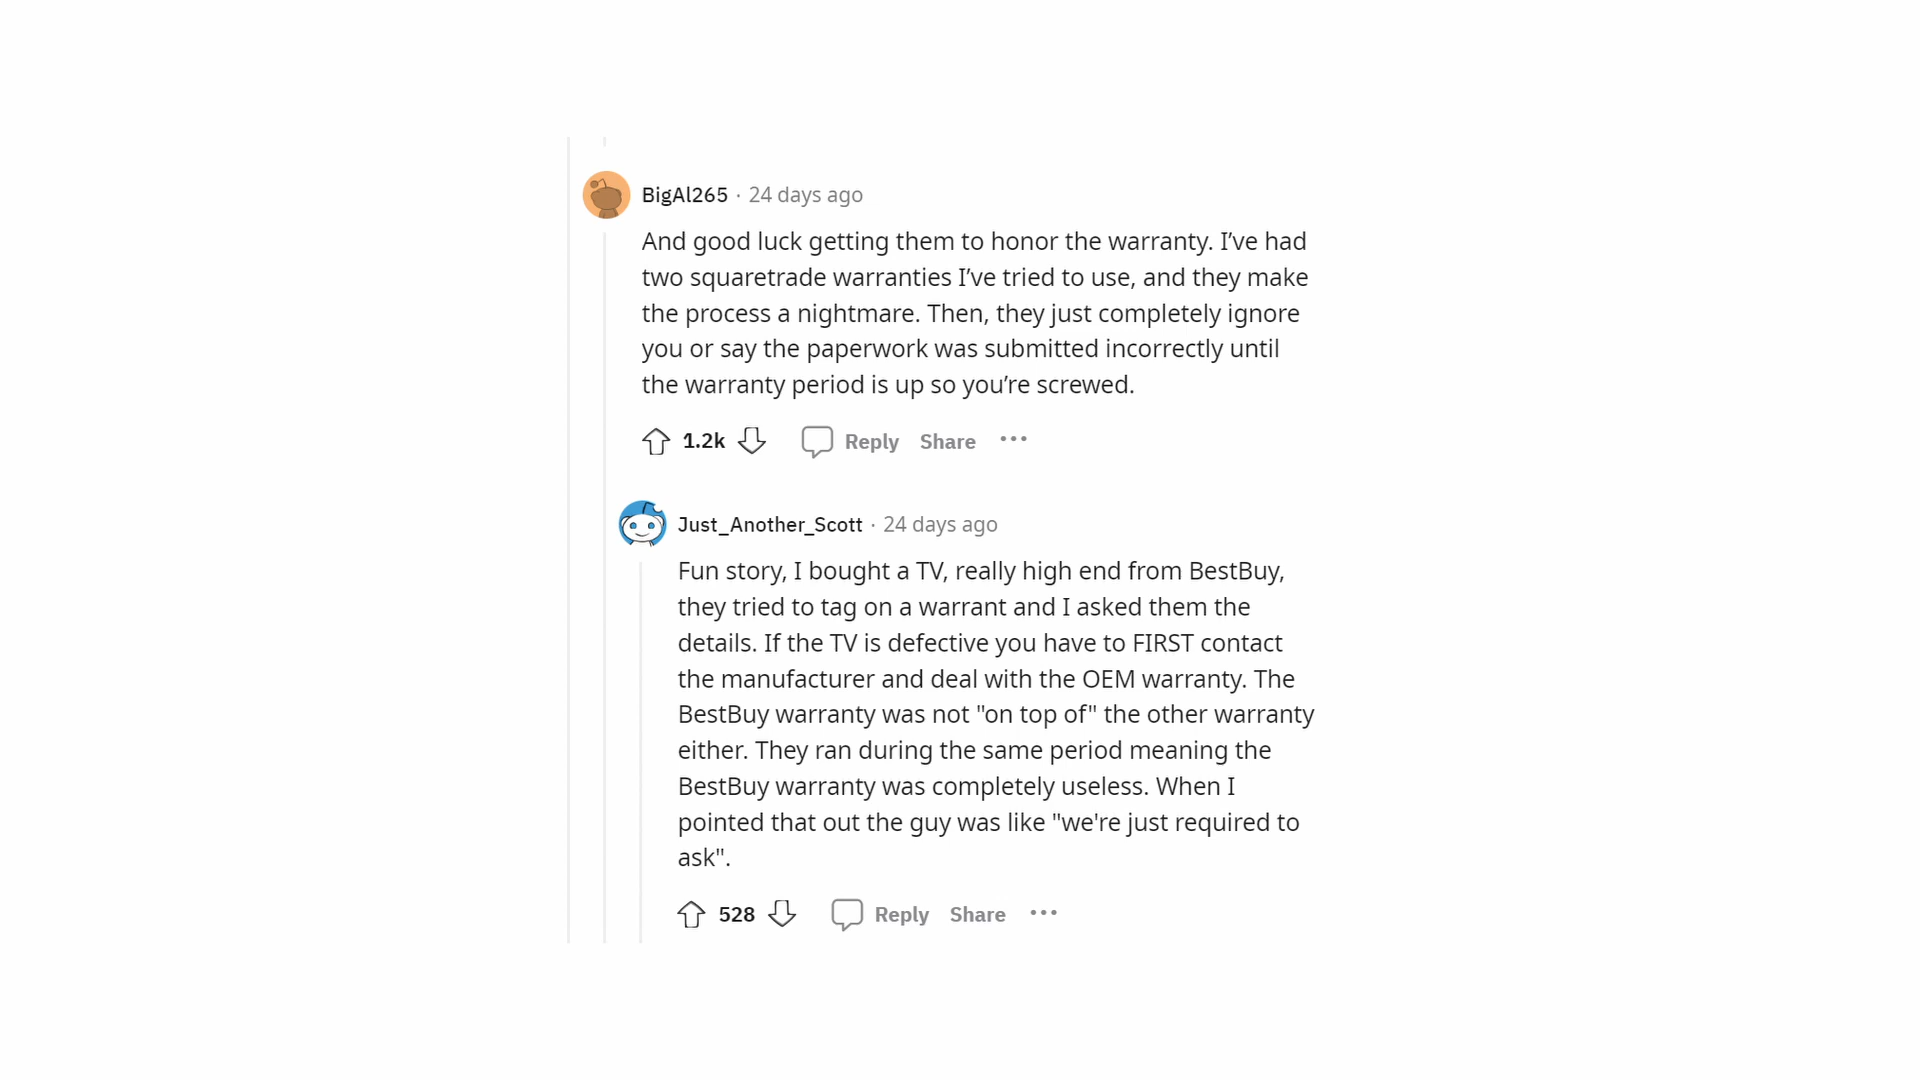 BigAl265 · 24 days ago
And good luck getting them to honor the warranty. I’ve had
two squaretrade warranties I’ve tried to use, and they make
the process a nightmare. Then, they just completely ignore
you or say the paperwork was submitted incorrectly until
the warranty period is up so you’re screwed.
1.2k Reply Share ···
Just_Another_Scott · 24 days ago
Fun story, I bought a TV, really high end from BestBuy,
they tried to tag on a warrant and I asked them the
details. If the TV is defective you have to FIRST contact
the manufacturer and deal with the OEM warranty. The
BestBuy warranty was not "on top of" the other warranty
either. They ran during the same period meaning the
BestBuy warranty was completely useless. When I
pointed that out the guy was like "we're just required to
ask".
528 Reply Share ···